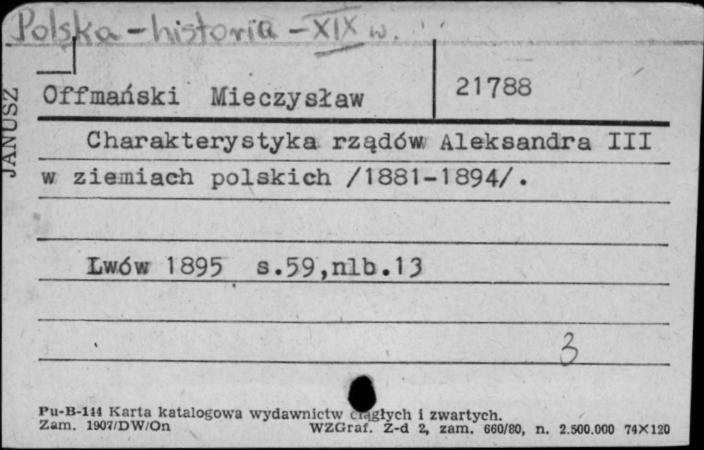 Polska - historia - XIX w.
JANUSZ
Offmański Mieczysław
21788
Charakterystyka rządów Aleksandra III
w ziemiach polskich /1881-1894/.
Lwów 1895 s.59,nlb.13
3
Pu-B-144 Karta katalogowa wydawnictw ciągłych i zwartych.
Zam. 1907/DW/On WZGraf. Z-d 2, zam. 660/80, n. 2.500.000 74X120